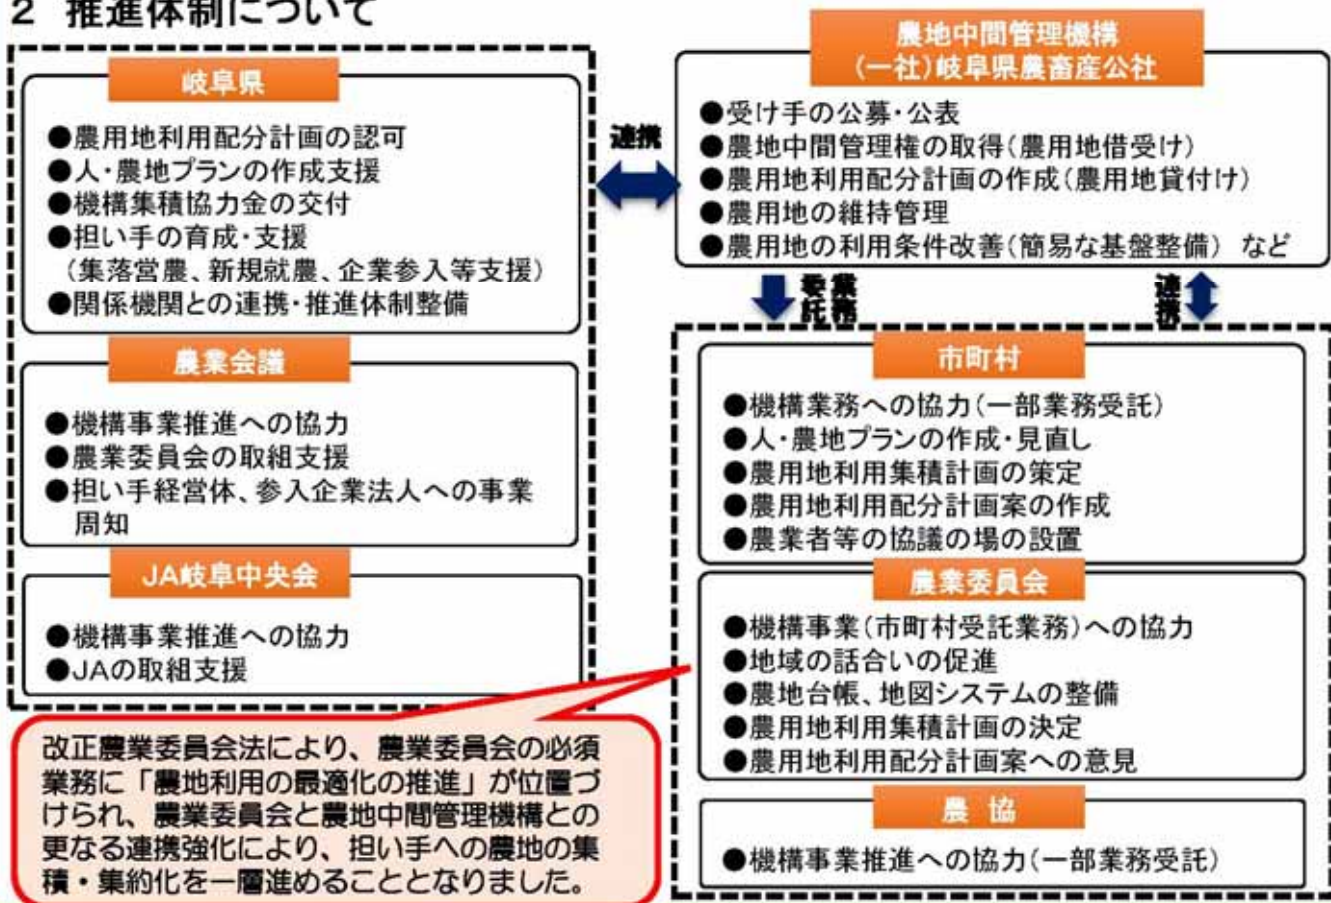 2 推進体制について
岐阜県
●農用地利用配分計画の認可
●人・農地プランの作成支援
●機構集積協力金の交付
●担い手の育成・支援
(集落営農、新規就農、企業参入等支援)
●関係機関との連携・推進体制整備
農業会議
●機構事業推進への協力
●農業委員会の取組支援
●担い手経営体、参入企業法人への事業
周知
JA岐阜中央会
●機構事業推進への協力
●JAの取組支援
連携
農地中間管理機構
(一社)岐阜県農畜産公社
●受け手の公募・公表
●農地中間管理権の取得(農用地借受け)
●農用地利用配分計画の作成(農用地貸付け)
●農用地の維持管理
●農用地の利用条件改善(簡易な基盤整備) など
業務
委託
連携
市町村
●機構業務への協力(一部業務受託)
●人・農地プランの作成・見直し
●農用地利用集積計画の策定
●農用地利用配分計画案の作成
●農業者等の協議の場の設置
農業委員会
●機構事業(市町村受託業務)への協力
●地域の話合いの促進
●農地台帳、地図システムの整備
●農用地利用集積計画の決定
●農用地利用配分計画案への意見
農 協
●機構事業推進への協力(一部業務受託)
改正農業委員会法により、農業委員会の必須
業務に「農地利用の最適化の推進」が位置づ
けられ、農業委員会と農地中間管理機構との
更なる連携強化により、担い手への農地の集
積・集約化を一層進めることとなりました。